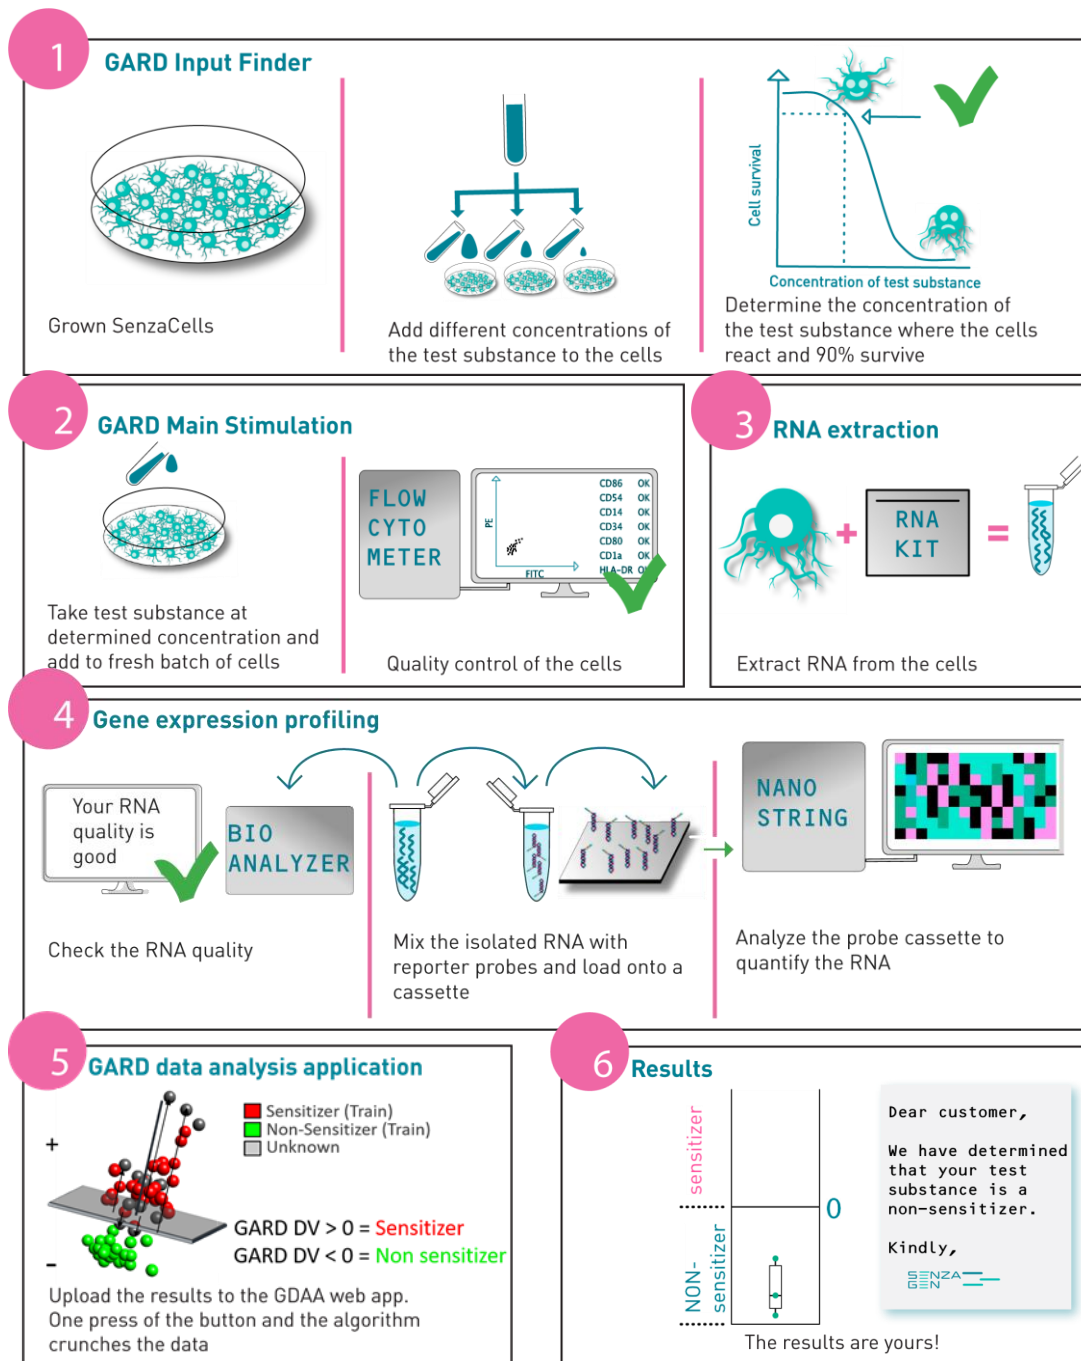 1
GARD Input Finder
Grown SenzaCells
Add different concentrations of
the test substance to the cells
Cell survival
Concentration of test substance
Determine the concentration of
the test substance where the cells
react and 90% survive
2
GARD Main Stimulation
Take test substance at
determined concentration and
add to fresh batch of cells
FLOW
CYTO
METER
PE
FITC
CD86 OK
CD54 OK
CD14 OK
CD34 OK
CD80 OK
CD1a OK
HLA-DR OK
Quality control of the cells
3
RNA extraction
RNA
KIT
Extract RNA from the cells
4
Gene expression profiling
Your RNA
quality is
good
BIO
ANALYZER
Check the RNA quality
Mix the isolated RNA with
reporter probes and load onto a
cassette
NANO
STRING
Analyze the probe cassette to
quantify the RNA
5
GARD data analysis application
+
-
Sensitizer (Train)
Non-Sensitizer (Train)
Unknown
GARD DV > 0 = Sensitizer
GARD DV < 0 = Non sensitizer
Upload the results to the GDAA web app.
One press of the button and the algorithm
crunches the data
6
Results
sensitizer
NON-
sensitizer
0
Dear customer,
We have determined
that your test
substance is a
non-sensitizer.
Kindly,
SENZA
GEN
The results are yours!